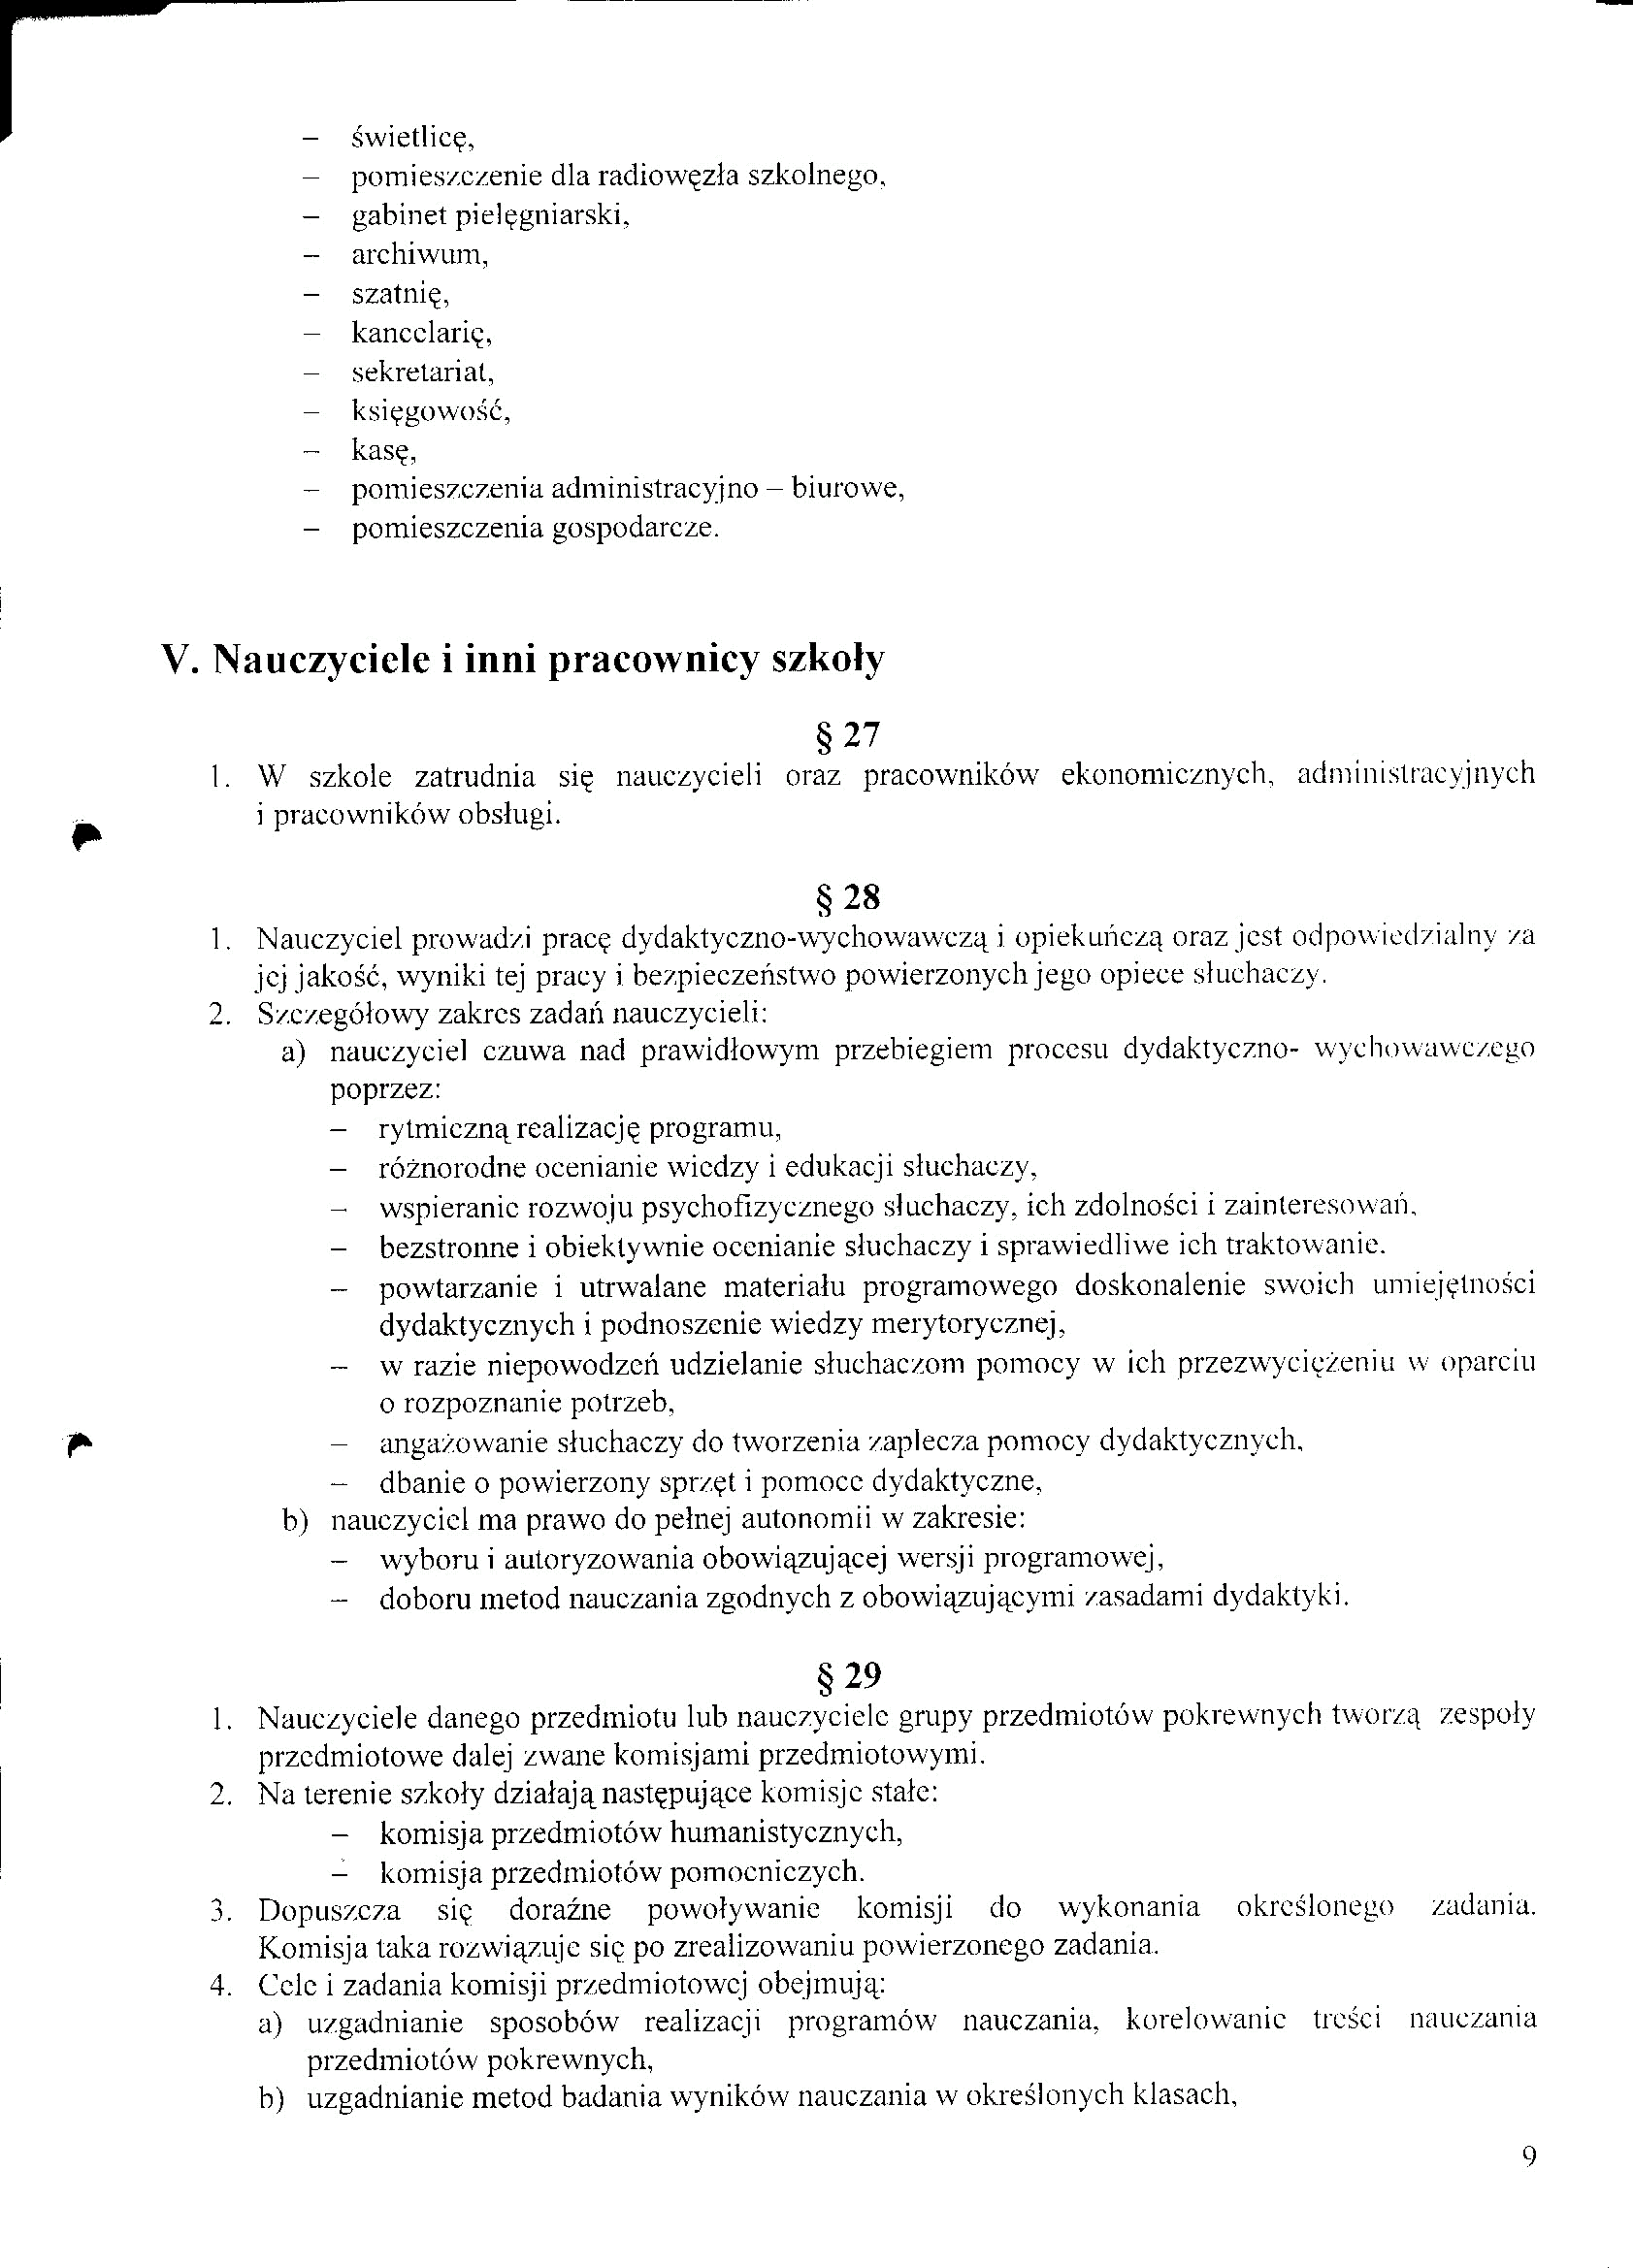 – świetlicę,
– pomieszczenie dla radiowęzła szkolnego,
– gabinet pielęgniarski,
– archiwum,
– szatnię,
– kancelarię,
– sekretariat,
– księgowość,
– kasę,
– pomieszczenia administracyjno – biurowe,
– pomieszczenia gospodarcze.
V. Nauczyciele i inni pracownicy szkoły
§ 27
1. W szkole zatrudnia się nauczycieli oraz pracowników ekonomicznych, administracyjnych
i pracowników obsługi.
§ 28
1. Nauczyciel prowadzi pracę dydaktyczno-wychowawczą i opiekuńczą oraz jest odpowiedzialny za
jej jakość, wyniki tej pracy i bezpieczeństwo powierzonych jego opiece słuchaczy.
2. Szczegółowy zakres zadań nauczycieli:
a) nauczyciel czuwa nad prawidłowym przebiegiem procesu dydaktyczno- wychowawczego
poprzez:
– rytmiczną realizację programu,
– różnorodne ocenianie wiedzy i edukacji słuchaczy,
– wspieranie rozwoju psychofizycznego słuchaczy, ich zdolności i zainteresowań,
– bezstronne i obiektywnie ocenianie słuchaczy i sprawiedliwe ich traktowanie.
– powtarzanie i utrwalane materiału programowego doskonalenie swoich umiejętności
dydaktycznych i podnoszenie wiedzy merytorycznej,
– w razie niepowodzeń udzielanie słuchaczom pomocy w ich przezwyciężeniu w oparciu
o rozpoznanie potrzeb,
– angażowanie słuchaczy do tworzenia zaplecza pomocy dydaktycznych,
– dbanie o powierzony sprzęt i pomoce dydaktyczne,
b) nauczyciel ma prawo do pełnej autonomii w zakresie:
– wyboru i autoryzowania obowiązującej wersji programowej,
– doboru metod nauczania zgodnych z obowiązującymi zasadami dydaktyki.
§ 29
1. Nauczyciele danego przedmiotu lub nauczyciele grupy przedmiotów pokrewnych tworzą zespoły
przedmiotowe dalej zwane komisjami przedmiotowymi.
2. Na terenie szkoły działają następujące komisje stałe:
– komisja przedmiotów humanistycznych,
– komisja przedmiotów pomocniczych.
3. Dopuszcza się doraźne powoływanie komisji do wykonania określonego zadania.
Komisja taka rozwiązuje się po zrealizowaniu powierzonego zadania.
4. Cele i zadania komisji przedmiotowej obejmują:
a) uzgadnianie sposobów realizacji programów nauczania, korelowanie treści nauczania
przedmiotów pokrewnych,
b) uzgadnianie metod badania wyników nauczania w określonych klasach,
9